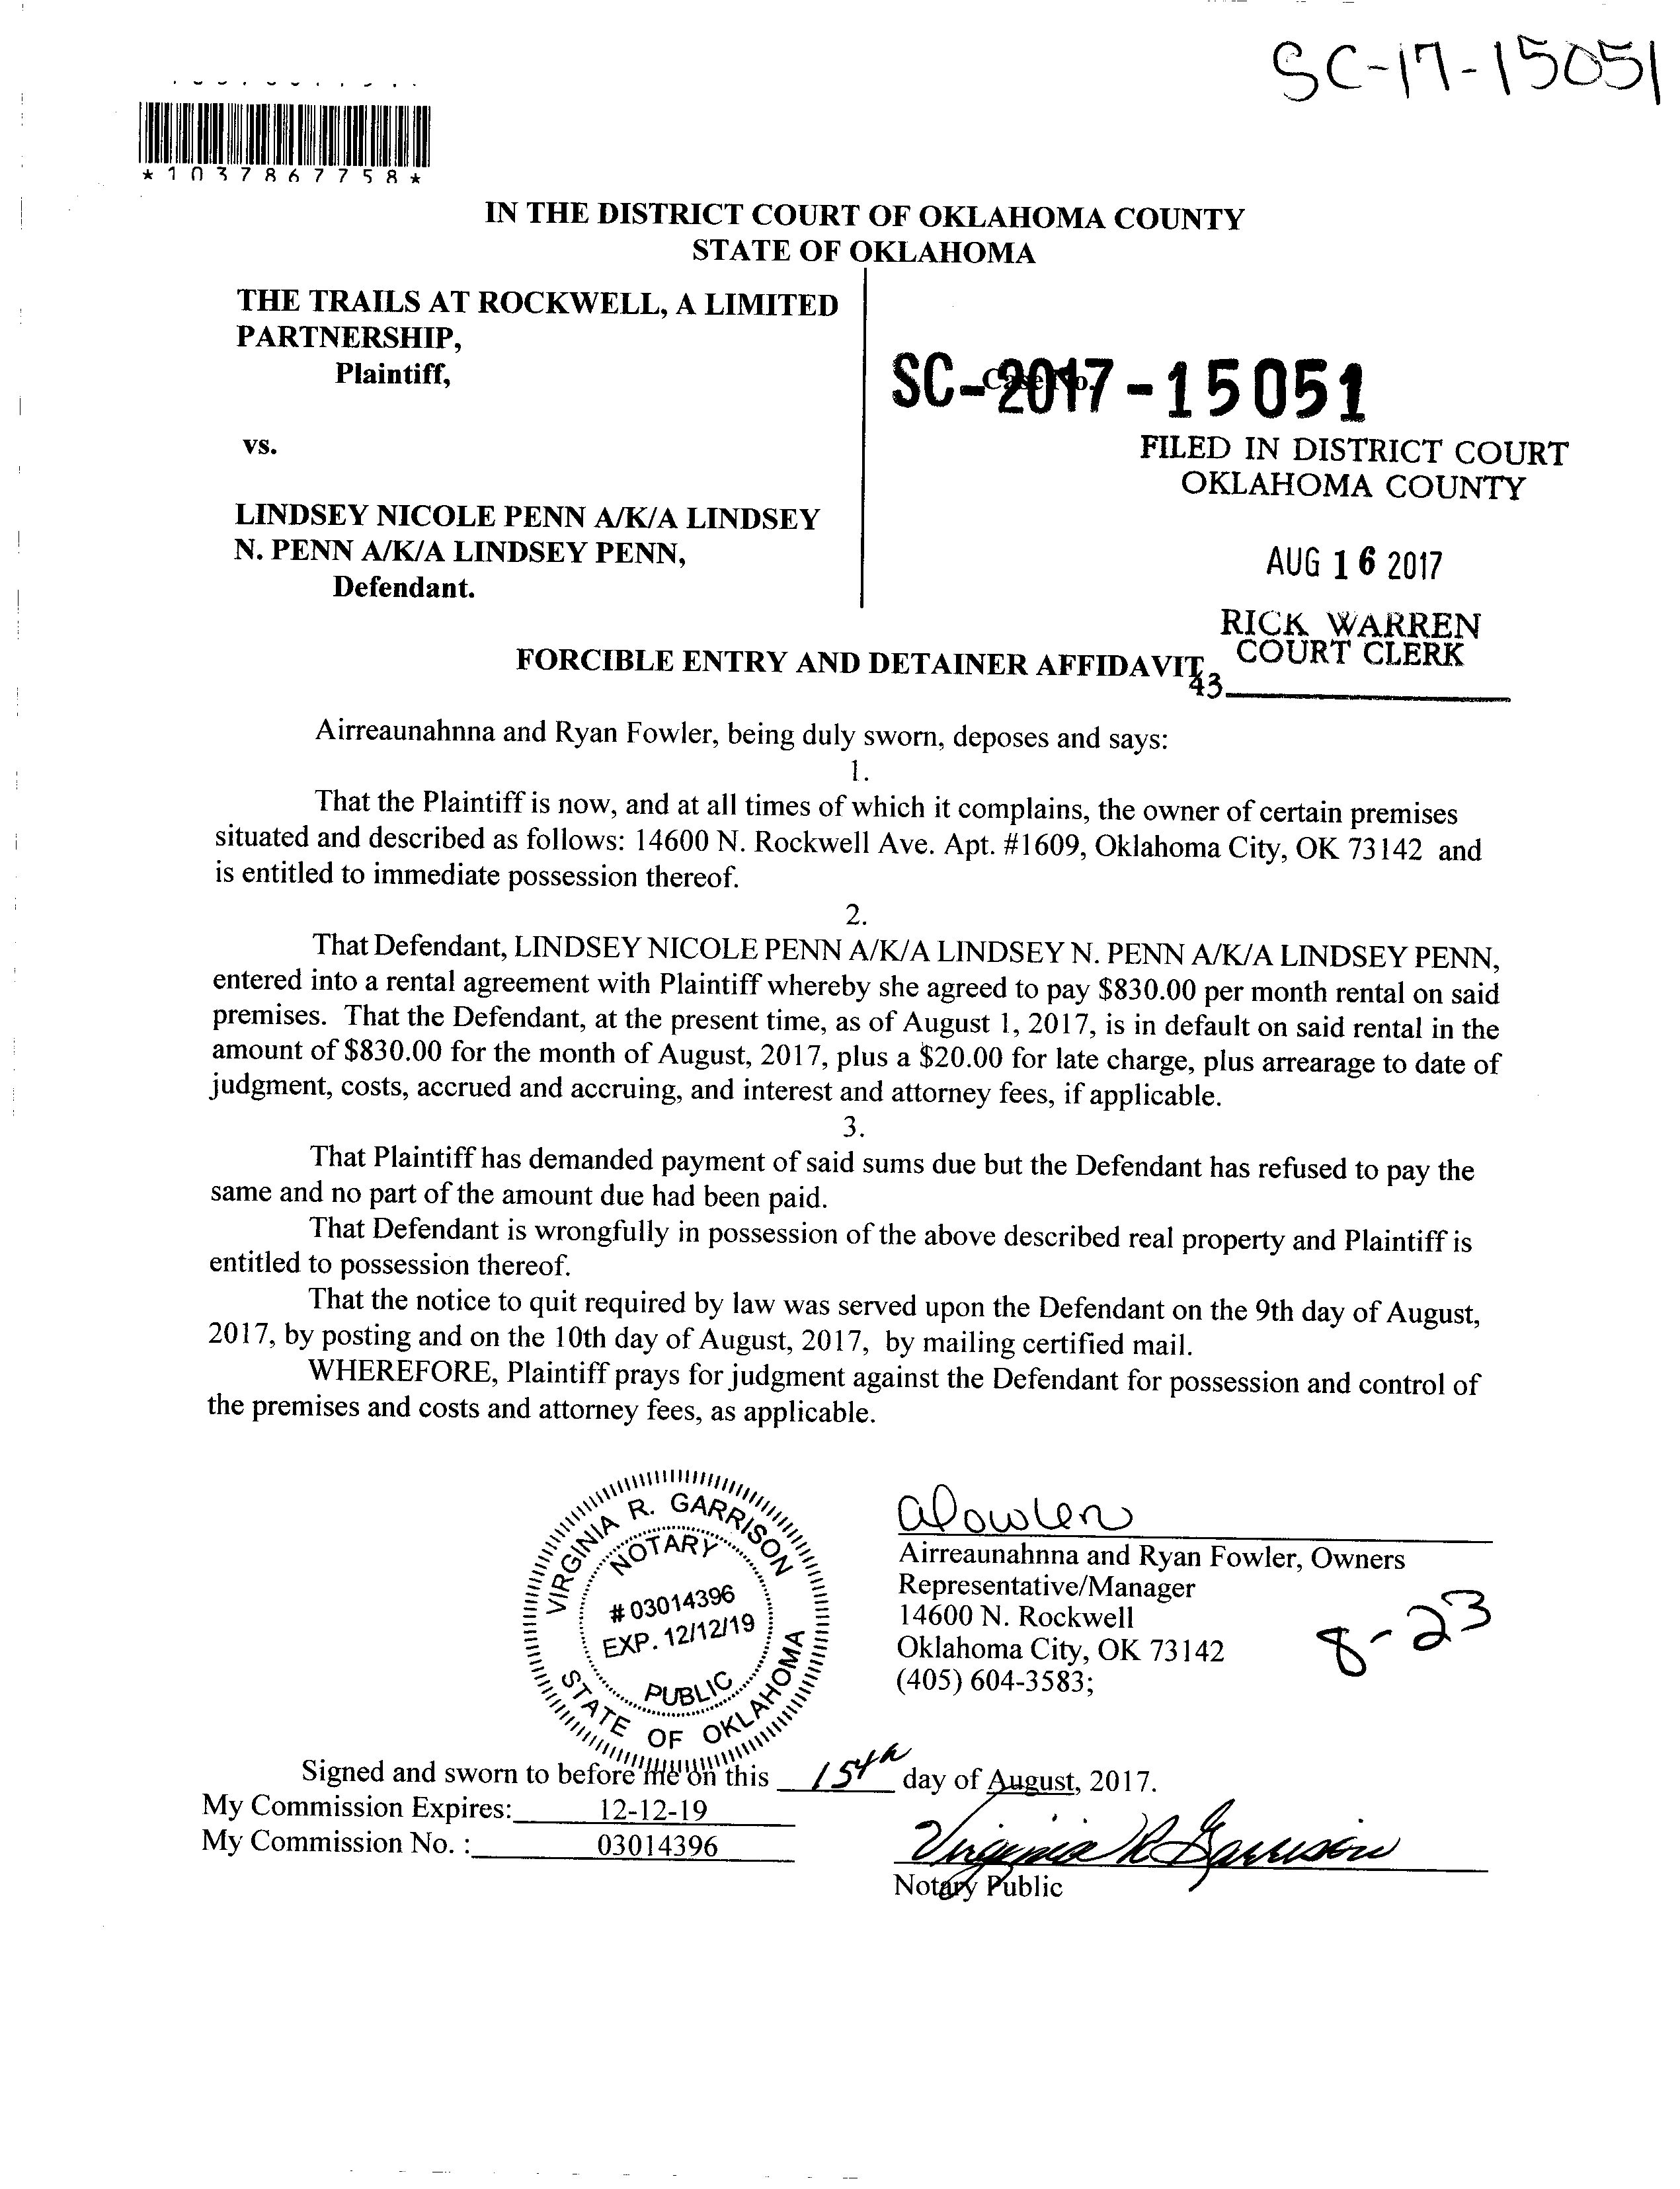 SC-17-15051
*1037867758*
IN THE DISTRICT COURT OF OKLAHOMA COUNTY
STATE OF OKLAHOMA
THE TRAILS AT ROCKWELL, A LIMITED
PARTNERSHIP,
Plaintiff,
Case No.
SC-2017-15051
vs.
FILED IN DISTRICT COURT
OKLAHOMA COUNTY
LINDSEY NICOLE PENN A/K/A LINDSEY
N. PENN A/K/A LINDSEY PENN,
Defendant.
AUG 16 2017
RICK WARREN
COURT CLERK
43
FORCIBLE ENTRY AND DETAINER AFFIDAVIT
Airreaunahnna and Ryan Fowler, being duly sworn, deposes and says:
1.
That the Plaintiff is now, and at all times of which it complains, the owner of certain premises
situated and described as follows: 14600 N. Rockwell Ave. Apt. #1609, Oklahoma City, OK 73142 and
is entitled to immediate possession thereof.
2.
That Defendant, LINDSEY NICOLE PENN A/K/A LINDSEY N. PENN A/K/A LINDSEY PENN,
entered into a rental agreement with Plaintiff whereby she agreed to pay $830.00 per month rental on said
premises. That the Defendant, at the present time, as of August 1, 2017, is in default on said rental in the
amount of $830.00 for the month of August, 2017, plus a $20.00 for late charge, plus arrearage to date of
judgment, costs, accrued and accruing, and interest and attorney fees, if applicable.
3.
That Plaintiff has demanded payment of said sums due but the Defendant has refused to pay the
same and no part of the amount due had been paid.
That Defendant is wrongfully in possession of the above described real property and Plaintiff is
entitled to possession thereof.
That the notice to quit required by law was served upon the Defendant on the 9th day of August,
2017, by posting and on the 10th day of August, 2017, by mailing certified mail.
WHEREFORE, Plaintiff prays for judgment against the Defendant for possession and control of
the premises and costs and attorney fees, as applicable.
VIRGINIA R. GARRISON
NOTARY
# 03014396
EXP. 12/12/19
PUBLIC
STATE OF OKLAHOMA
Airreaunahnna and Ryan Fowler, Owners
Representative/Manager
14600 N. Rockwell
Oklahoma City, OK 73142
(405) 604-3583;
8-23
Signed and sworn to before me on this 15th day of August, 2017.
My Commission Expires: 12-12-19
My Commission No. : 03014396
Virginia R Garrison
Notary Public